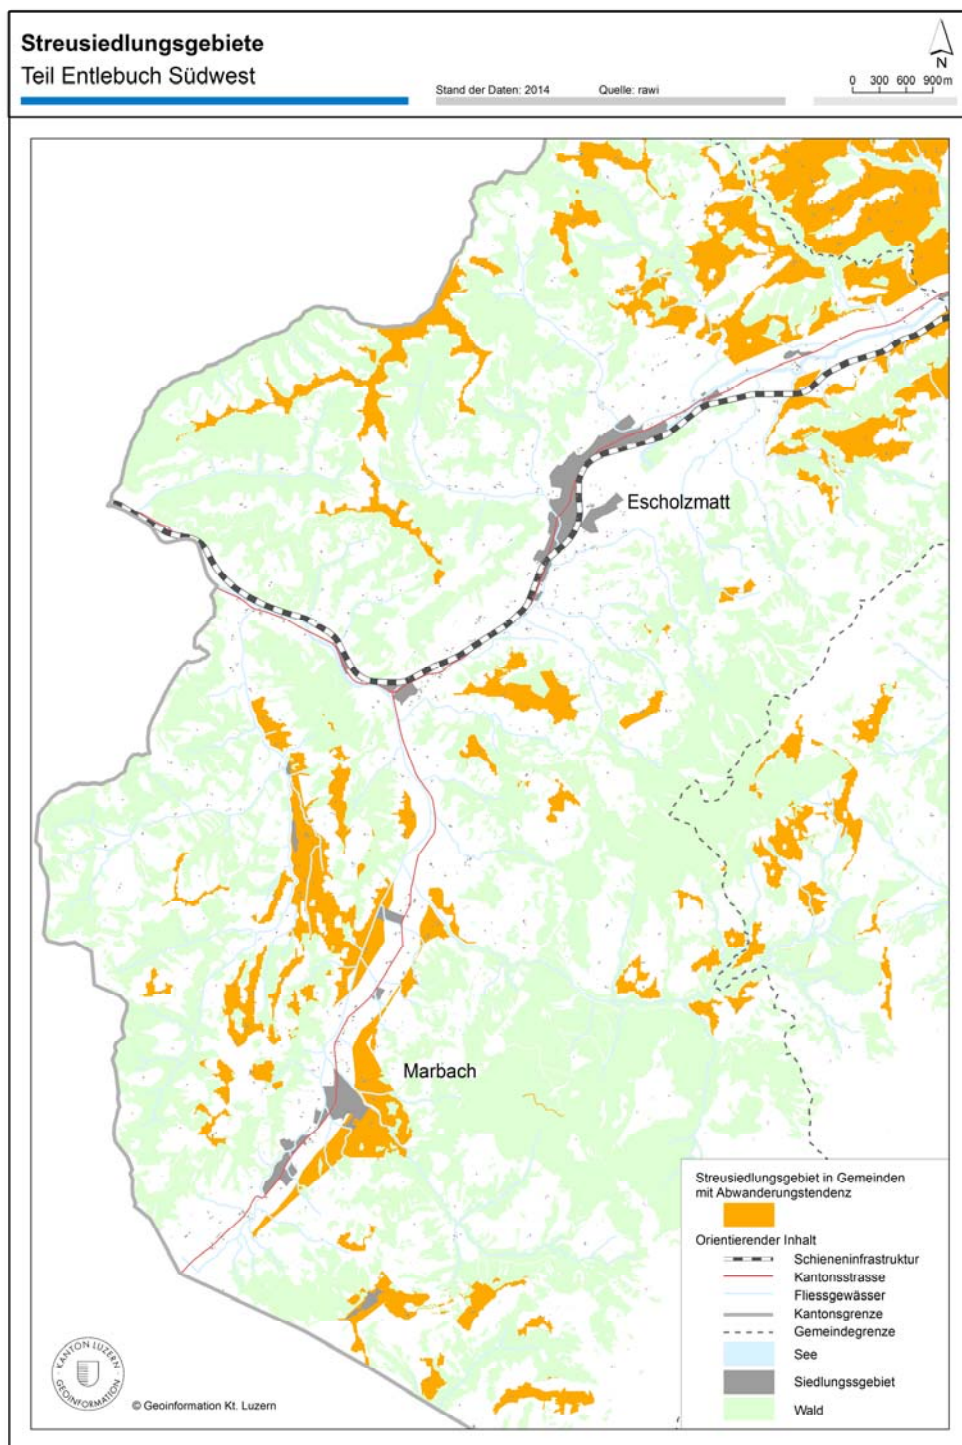 Streusiedlungsgebiete
Teil Entlebuch Südwest
Stand der Daten: 2014 Quelle: rawi
N
0 300 600 900m
Escholzmatt
Marbach
Streusiedlungsgebiet in Gemeinden
mit Abwanderungstendenz
Orientierender Inhalt
Schieneninfrastruktur
Kantonsstrasse
Fliessgewässer
Kantonsgrenze
Gemeindegrenze
See
Siedlungssgebiet
Wald
KANTON LUZERN
GEOINFORMATION
© Geoinformation Kt. Luzern